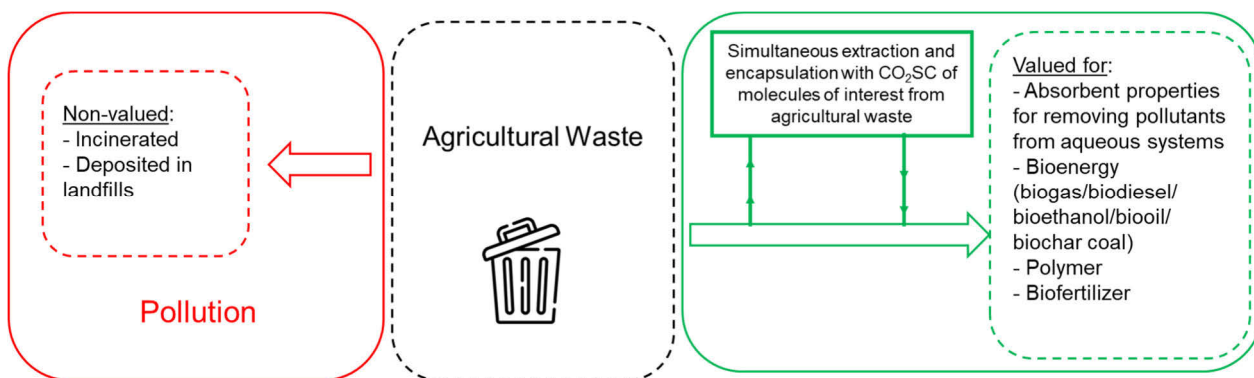 Non-valued:
- Incinerated
- Deposited in
landfills
Pollution
Agricultural Waste
Simultaneous extraction and
encapsulation with CO₂SC of
molecules of interest from
agricultural waste
Valued for:
- Absorbent properties
for removing pollutants
from aqueous systems
- Bioenergy
(biogas/biodiesel/
bioethanol/biooil/
biochar coal)
- Polymer
- Biofertilizer